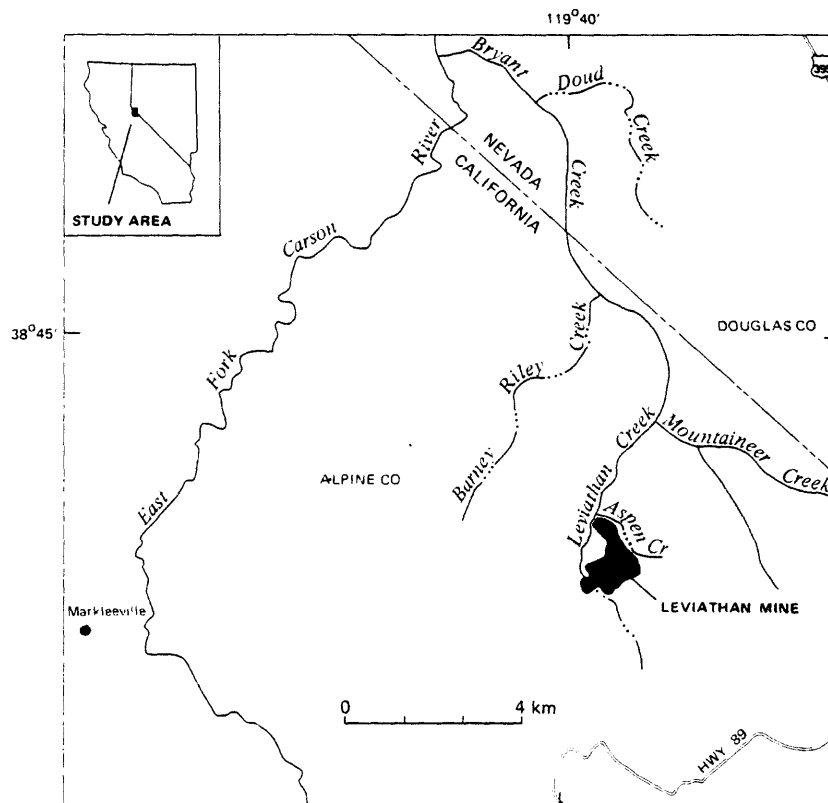 119°40'
STUDY AREA
Bryant
Creek
Doud
Creek
395
NEVADA
CALIFORNIA
East
Fork
Carson
River
38°45'
DOUGLAS CO
Barney
Riley
Creek
Leviathan
Creek
Mountaineer
Creek
ALPINE CO
Aspen Cr
Markleeville
LEVIATHAN MINE
0 4 km
HWY 89